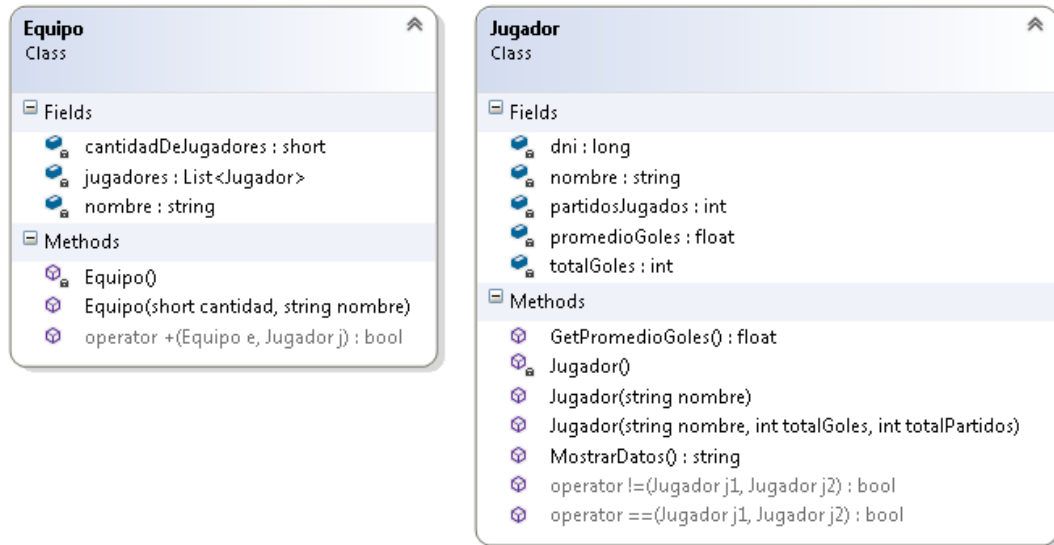 Equipo
Class
Fields
cantidadDeJugadores : short
jugadores : List<Jugador>
nombre : string
Methods
Equipo()
Equipo(short cantidad, string nombre)
operator +(Equipo e, Jugador j) : bool
Jugador
Class
Fields
dni : long
nombre : string
partidosJugados : int
promedioGoles : float
totalGoles : int
Methods
GetPromedioGoles() : float
Jugador()
Jugador(string nombre)
Jugador(string nombre, int totalGoles, int totalPartidos)
MostrarDatos() : string
operator !=(Jugador j1, Jugador j2) : bool
operator ==(Jugador j1, Jugador j2) : bool